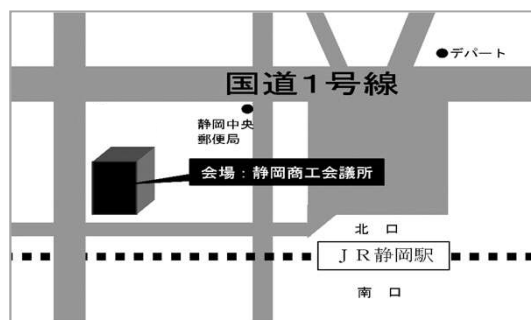 ●デパート
国道1号線
静岡中央
郵便局
会場：静岡商工会議所
北 口
ＪＲ静岡駅
南 口